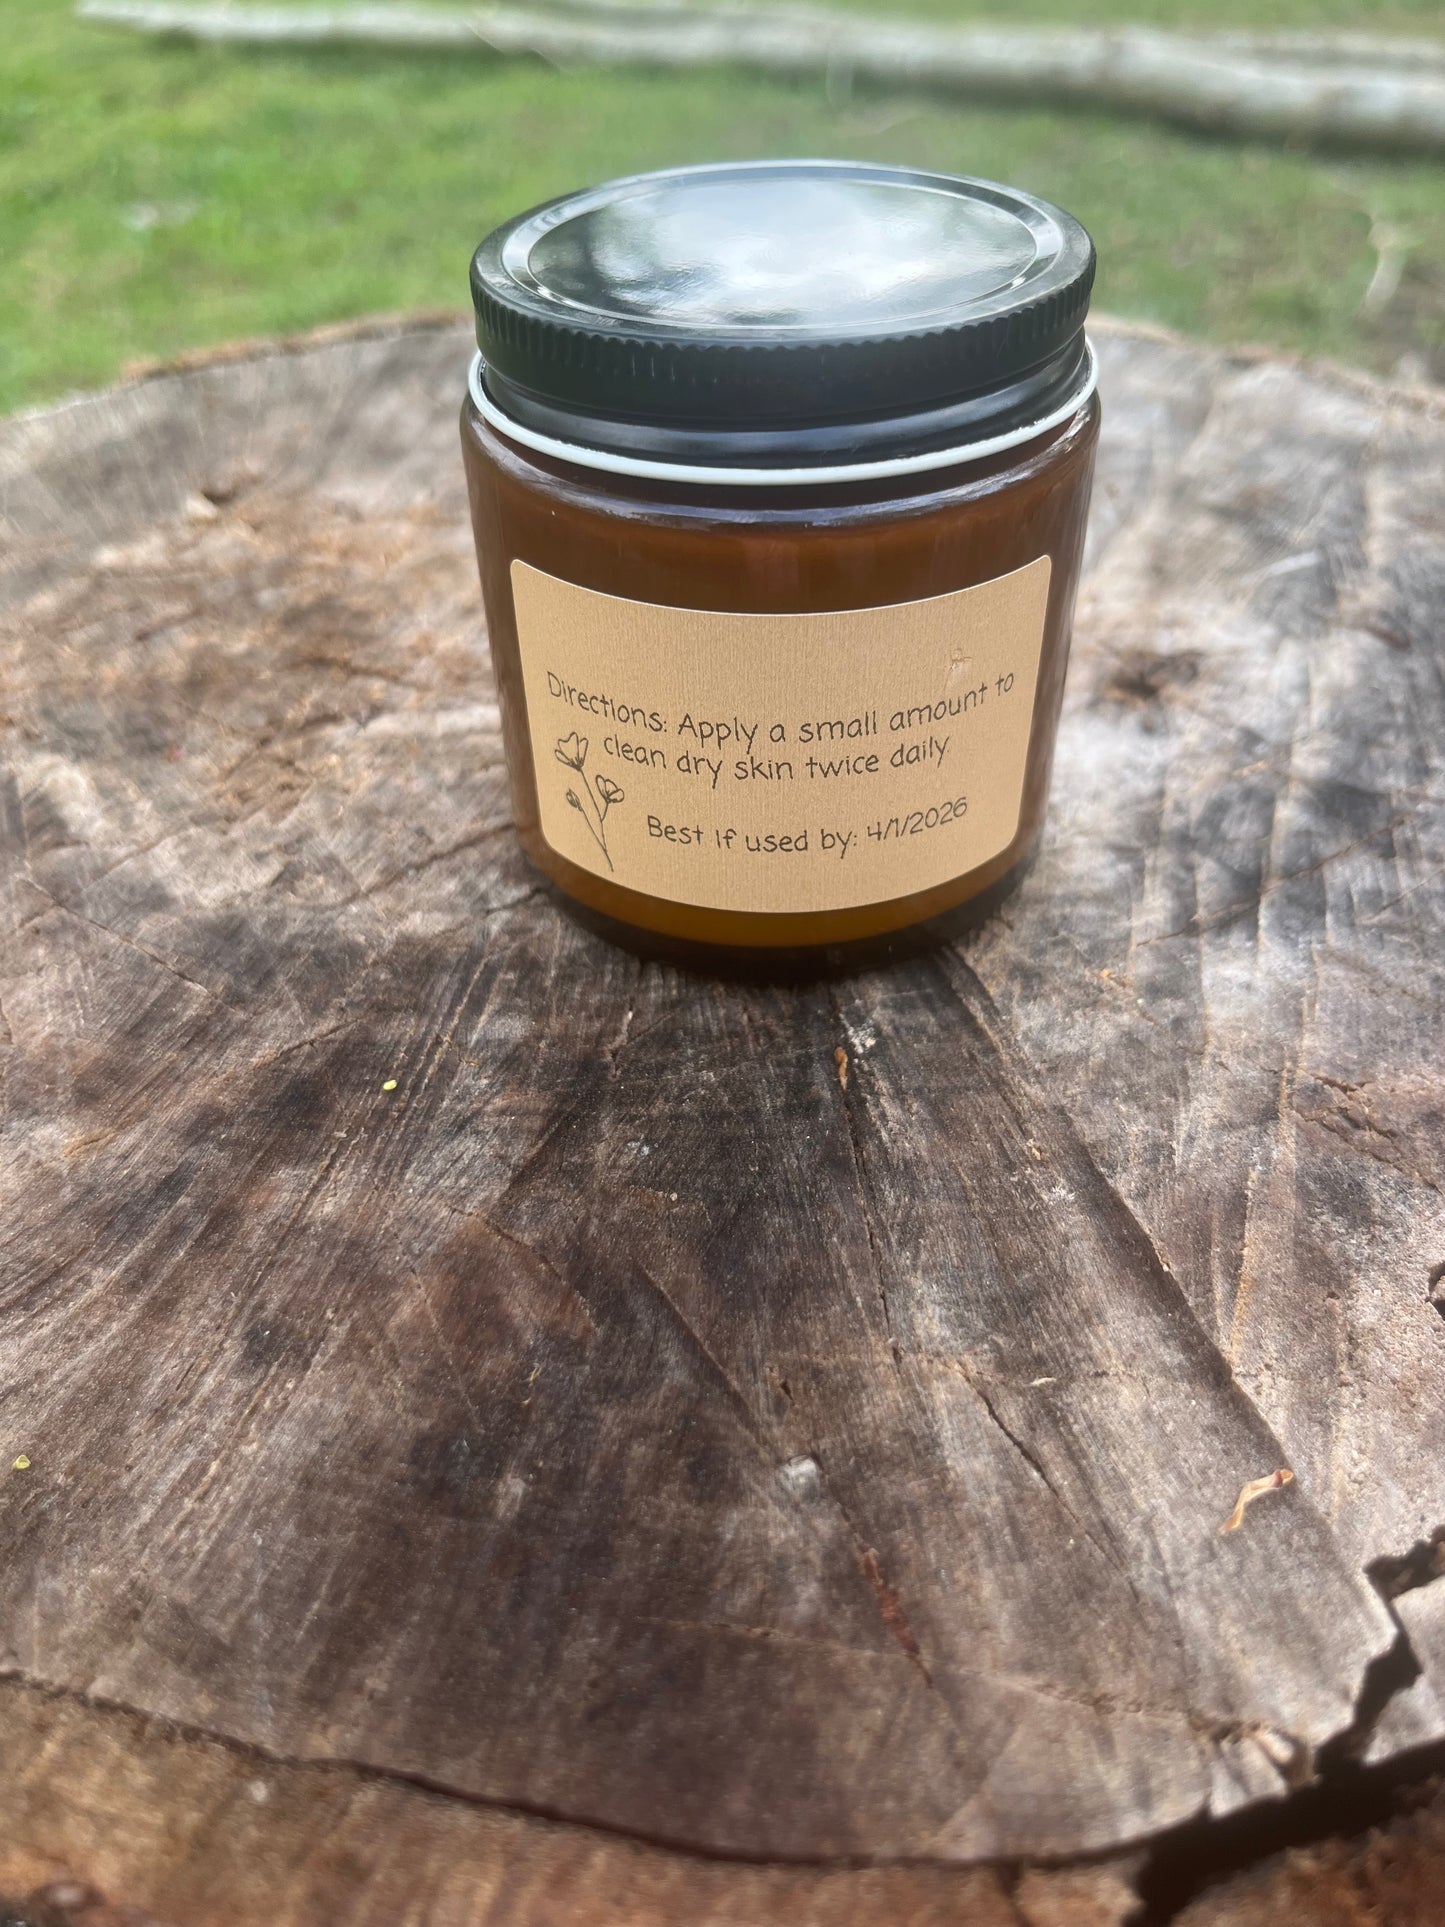 Directions: Apply a small amount to
clean dry skin twice daily.
Best if used by: 4/1/2026